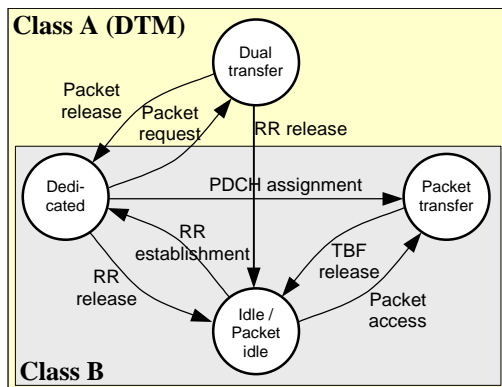 Class A (DTM)
Dual
transfer
Packet
release
Packet
request
RR release
Dedi-
cated
PDCH assignment
Packet
transfer
RR
establishment
TBF
release
RR
release
Packet
access
Idle /
Packet
idle
Class B